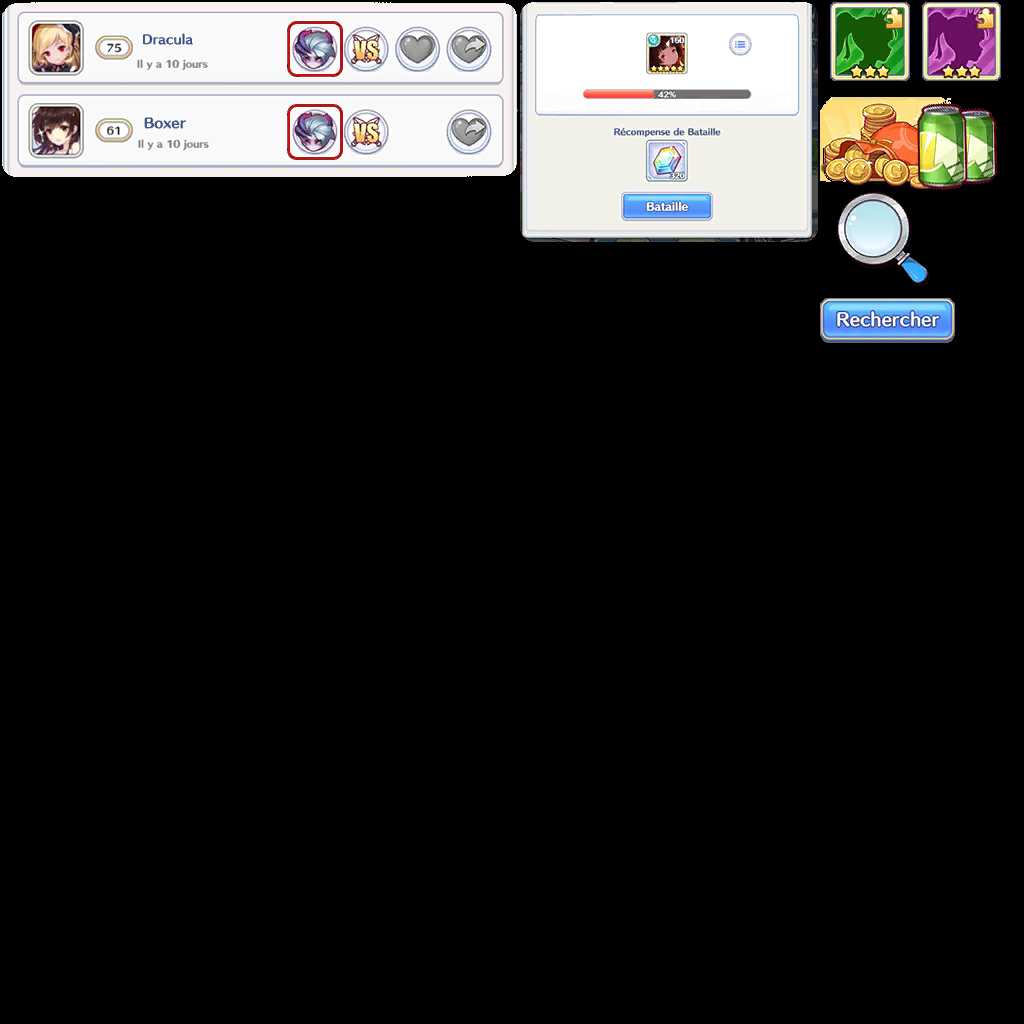 75
Dracula
Il y a 10 jours
VS
61
Boxer
Il y a 10 jours
VS
160
42%
Récompense de Bataille
320
Bataille
Rechercher